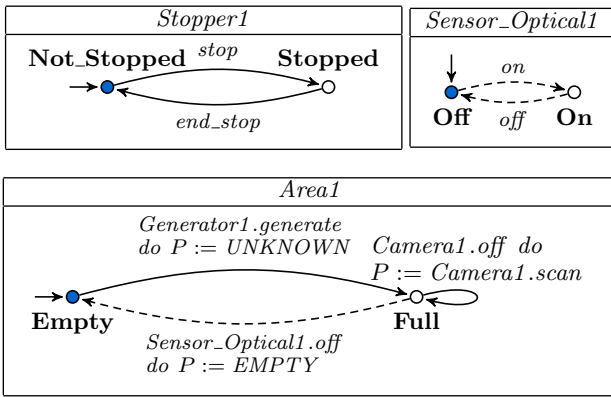 Stopper1
Not_Stopped stop Stopped
end_stop
Sensor_Optical1
on
Off off On
Area1
Generator1.generate
do P := UNKNOWN
Camera1.off do
P := Camera1.scan
Empty Full
Sensor_Optical1.off
do P := EMPTY